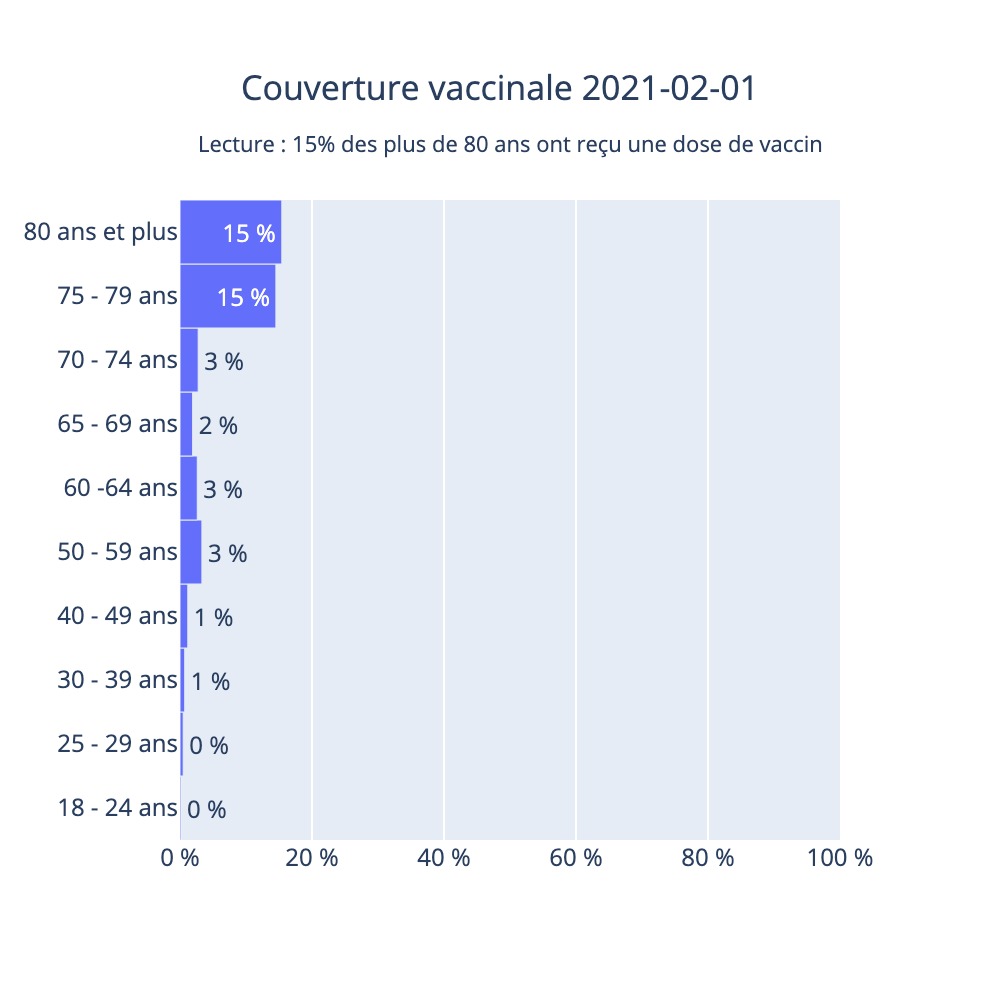 Couverture vaccinale 2021-02-01
Lecture : 15% des plus de 80 ans ont reçu une dose de vaccin
80 ans et plus 15 %
75 - 79 ans 15 %
70 - 74 ans 3 %
65 - 69 ans 2 %
60 -64 ans 3 %
50 - 59 ans 3 %
40 - 49 ans 1 %
30 - 39 ans 1 %
25 - 29 ans 0 %
18 - 24 ans 0 %
0 % 20 % 40 % 60 % 80 % 100 %